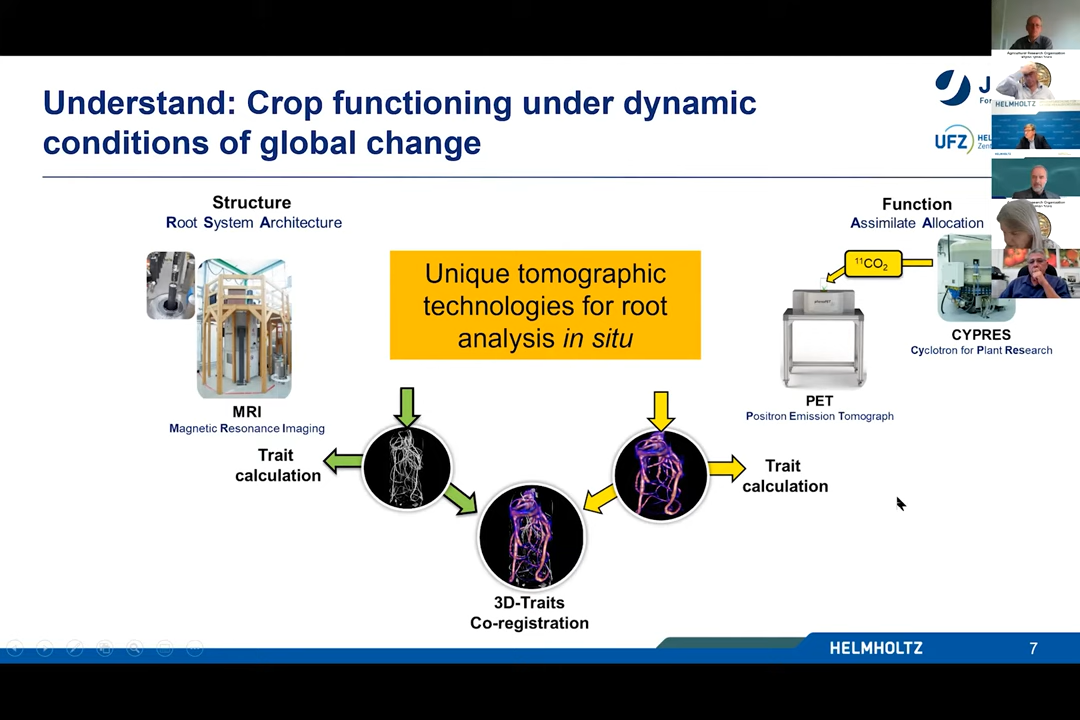 Understand: Crop functioning under dynamic
conditions of global change
HELMHOLTZ
UFZ
Structure
Root System Architecture
Unique tomographic
technologies for root
analysis in situ
Function
Assimilate Allocation
¹¹CO₂
CYPRES
Cyclotron for Plant Research
MRI
Magnetic Resonance Imaging
PET
Positron Emission Tomograph
Trait
calculation
Trait
calculation
3D-Traits
Co-registration
HELMHOLTZ
7